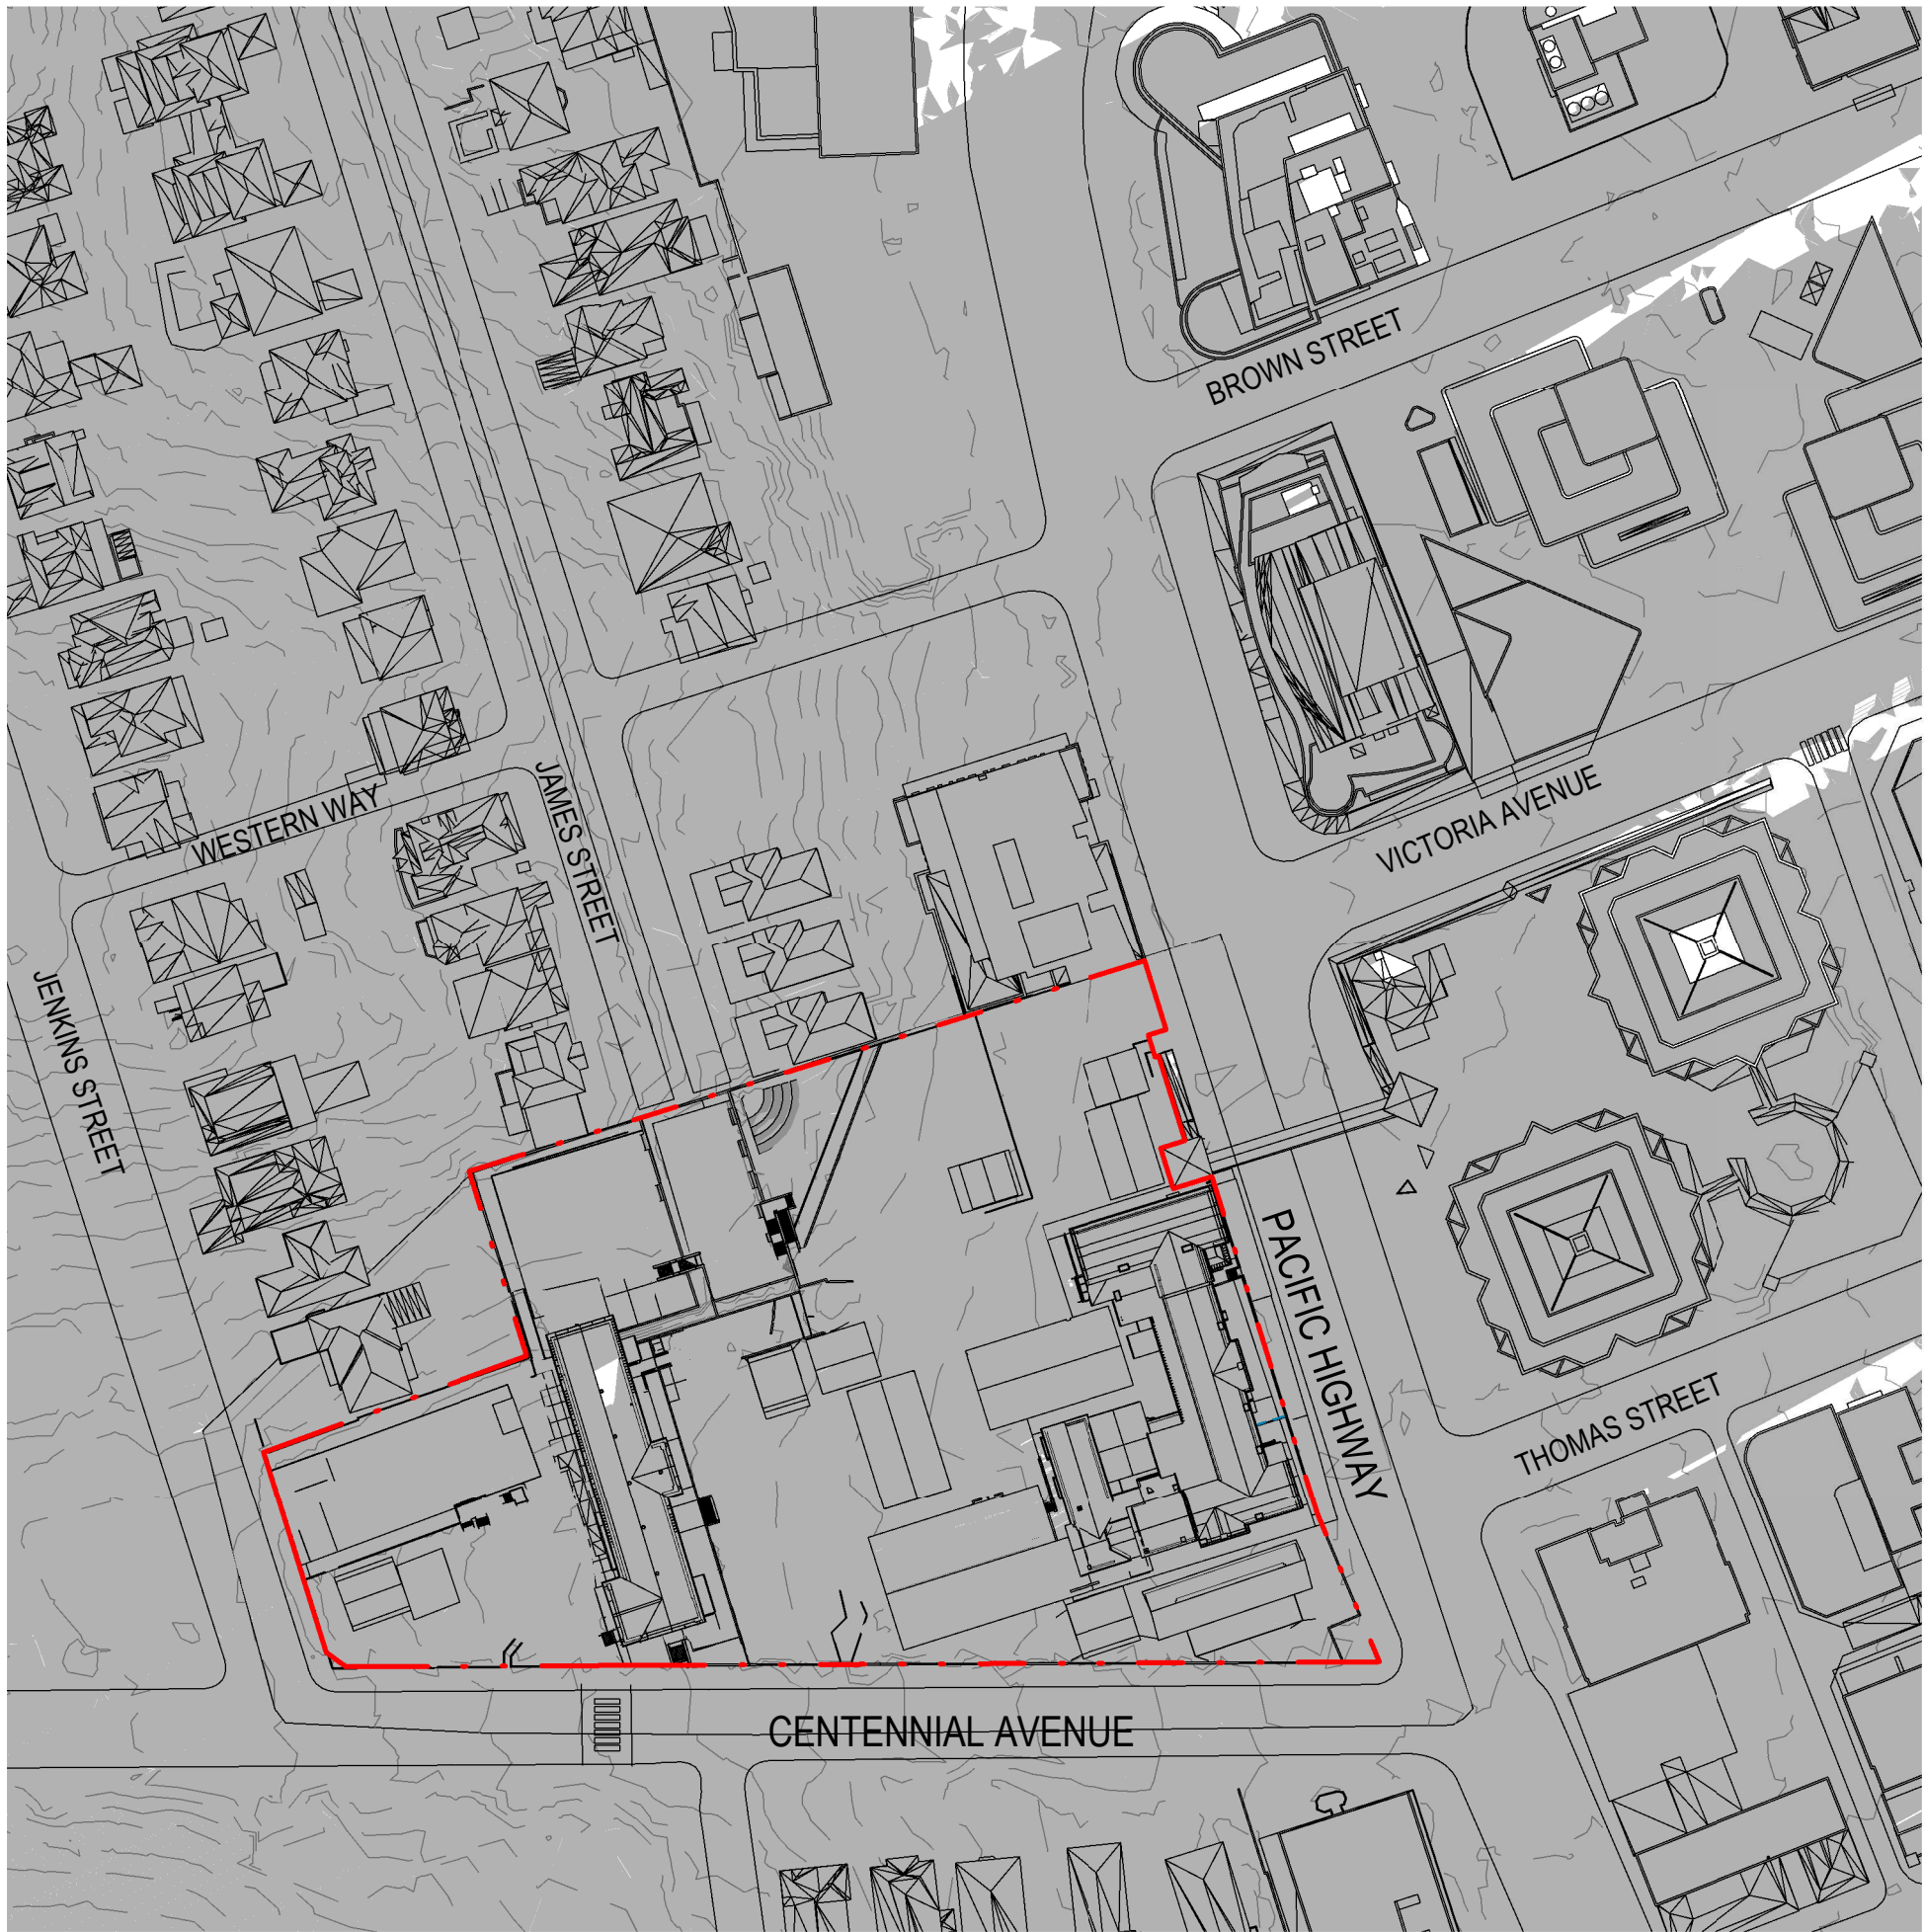 BROWN STREET
VICTORIA AVENUE
WESTERN WAY
JAMES STREET
JENKINS STREET
PACIFIC HIGHWAY
THOMAS STREET
CENTENNIAL AVENUE